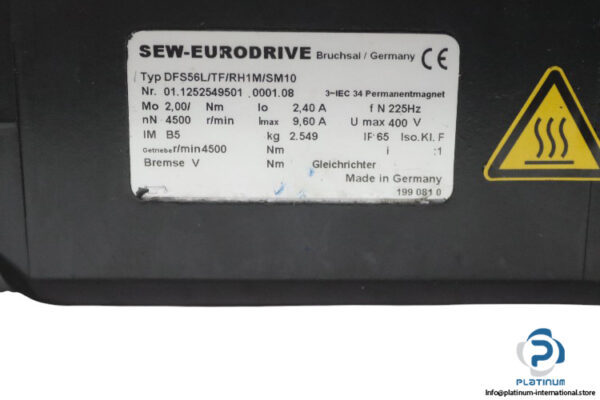 SEW-EURODRIVE Bruchsal / Germany CE
Typ DFS56L/TF/RH1M/SM10
Nr. 01.1252549501 .0001.08 3~IEC 34 Permanentmagnet
Mo 2,00/ Nm Io 2,40 A f N 225Hz
nN 4500 r/min Imax 9,60 A U max 400 V
IM B5 kg 2.549 IP 65 Iso.Kl. F
Getriebe r/min 4500 Nm i :1
Bremse V Nm Gleichrichter
Made in Germany
199 081 0
PLATINUM
Info@platinum-international.store